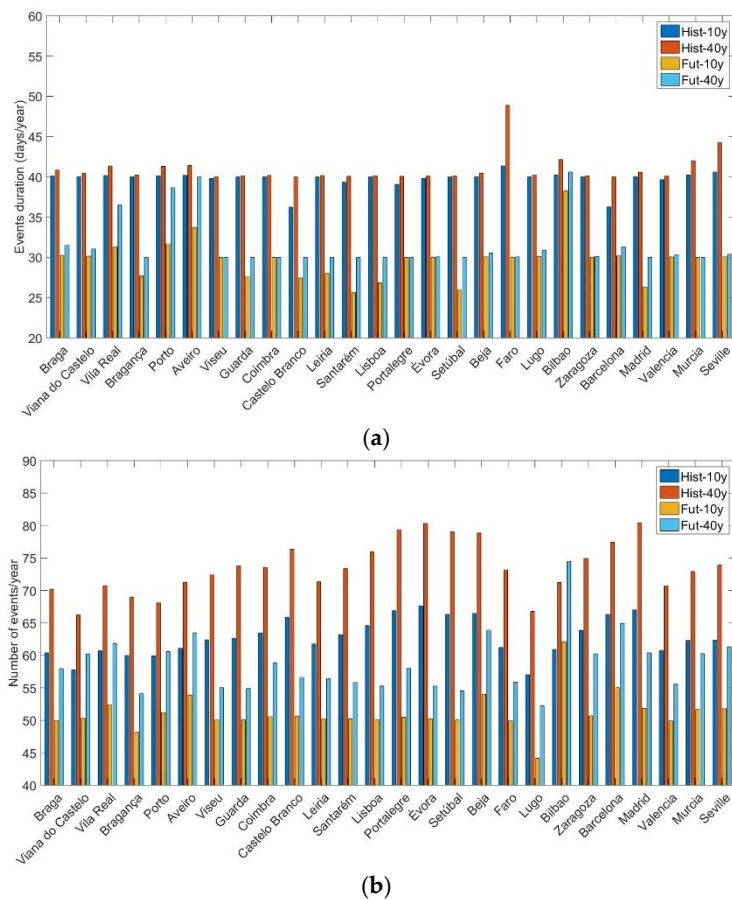 60
55
50
45
40
35
30
25
20
Events duration (days/year)
Hist-10y
Hist-40y
Fut-10y
Fut-40y
Braga
Viana do Castelo
Vila Real
Bragança
Porto
Aveiro
Viseu
Guarda
Coimbra
Castelo Branco
Leiria
Santarém
Lisboa
Portalegre
Évora
Setúbal
Beja
Faro
Lugo
Bilbao
Zaragoza
Barcelona
Madrid
Valencia
Murcia
Seville
(a)
90
85
80
75
70
65
60
55
50
45
40
Number of events/year
Hist-10y
Hist-40y
Fut-10y
Fut-40y
Braga
Viana do Castelo
Vila Real
Bragança
Porto
Aveiro
Viseu
Guarda
Coimbra
Castelo Branco
Leiria
Santarém
Lisboa
Portalegre
Évora
Setúbal
Beja
Faro
Lugo
Bilbao
Zaragoza
Barcelona
Madrid
Valencia
Murcia
Seville
(b)